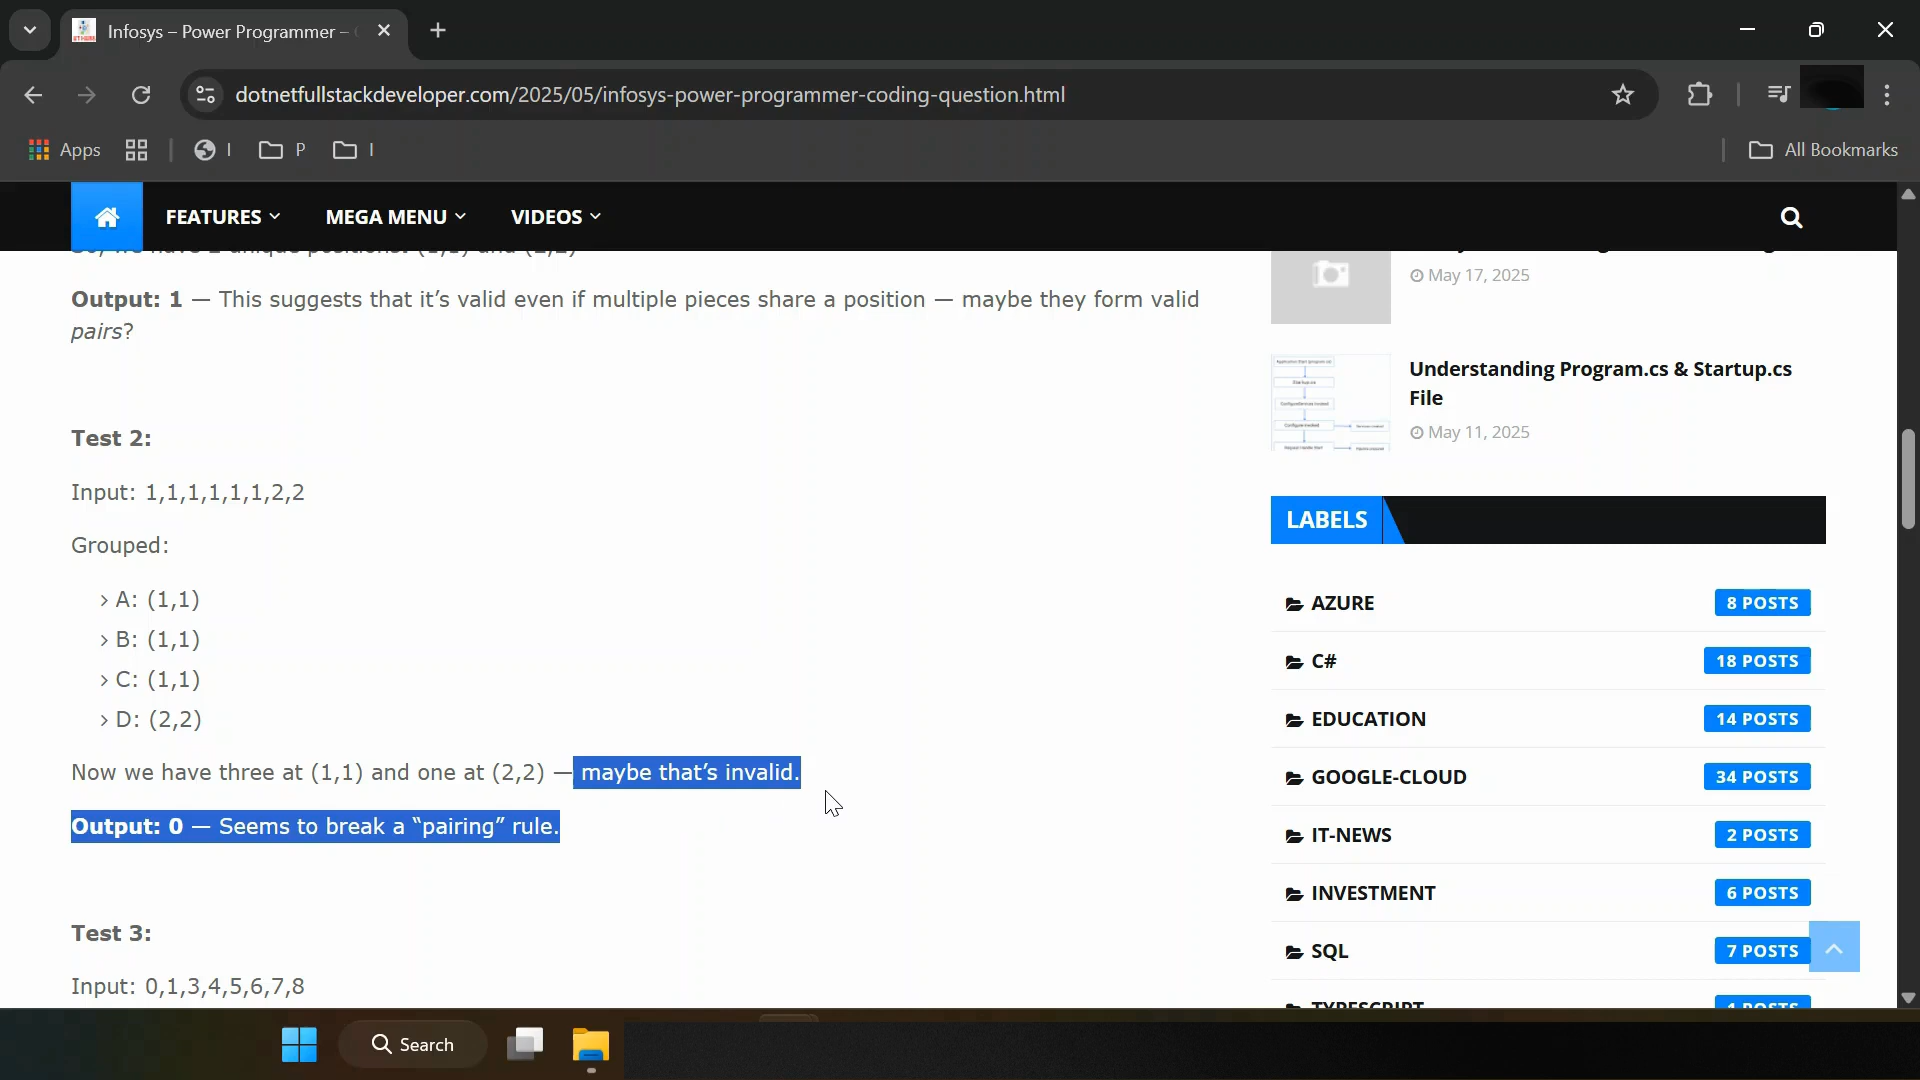 Infosys – Power Programmer –
dotnetfullstackdeveloper.com/2025/05/infosys-power-programmer-coding-question.html
Apps
I
P
I
All Bookmarks
FEATURES
MEGA MENU
VIDEOS
Output: 1 — This suggests that it’s valid even if multiple pieces share a position — maybe they form valid
pairs?
Test 2:
Input: 1,1,1,1,1,1,2,2
Grouped:
› A: (1,1)
› B: (1,1)
› C: (1,1)
› D: (2,2)
Now we have three at (1,1) and one at (2,2) — maybe that’s invalid.
Output: 0 — Seems to break a “pairing” rule.
Test 3:
Input: 0,1,3,4,5,6,7,8
May 17, 2025
Understanding Program.cs & Startup.cs
File
May 11, 2025
LABELS
AZURE 8 POSTS
C# 18 POSTS
EDUCATION 14 POSTS
GOOGLE-CLOUD 34 POSTS
IT-NEWS 2 POSTS
INVESTMENT 6 POSTS
SQL 7 POSTS
TYPESCRIPT 1 POSTS
Search